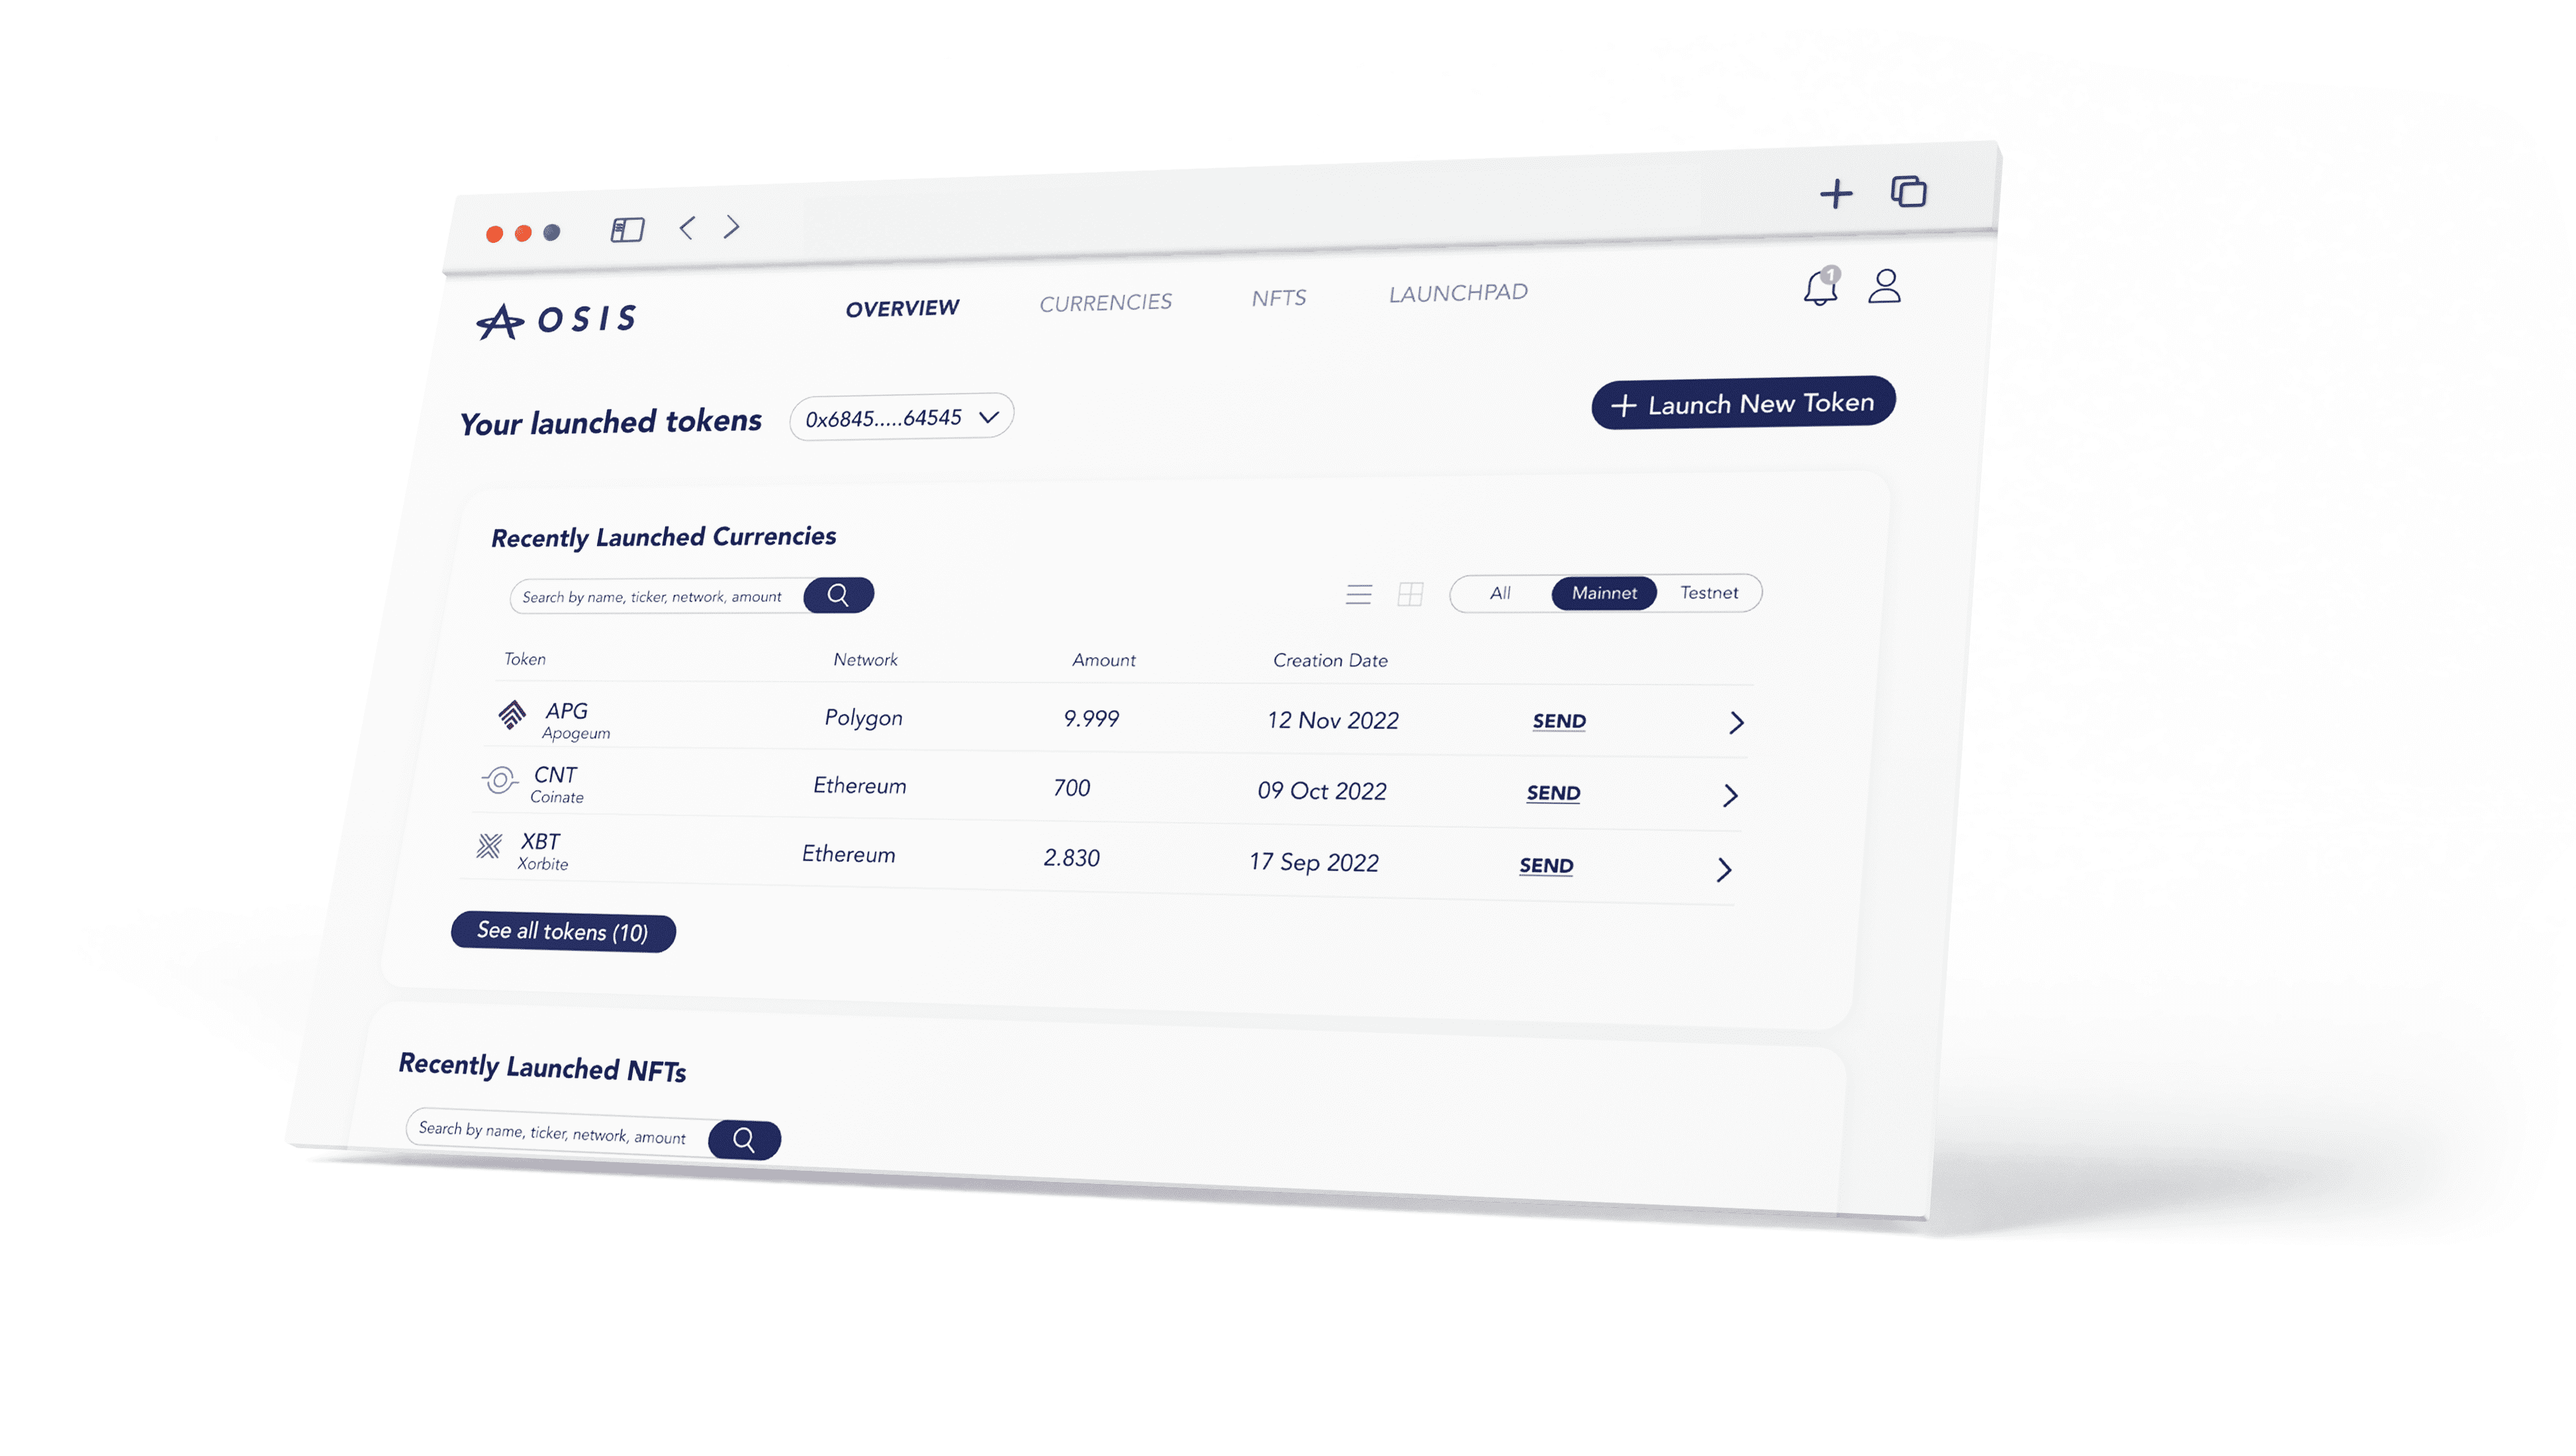 AOSIS
OVERVIEW CURRENCIES NFTS LAUNCHPAD
1
Your launched tokens 0x6845.....64545 + Launch New Token
Recently Launched Currencies
Search by name, ticker, network, amount All Mainnet Testnet
Token Network Amount Creation Date
APG
Apogeum Polygon 9.999 12 Nov 2022 SEND
CNT
Coinate Ethereum 700 09 Oct 2022 SEND
XBT
Xorbite Ethereum 2.830 17 Sep 2022 SEND
See all tokens (10)
Recently Launched NFTs
Search by name, ticker, network, amount